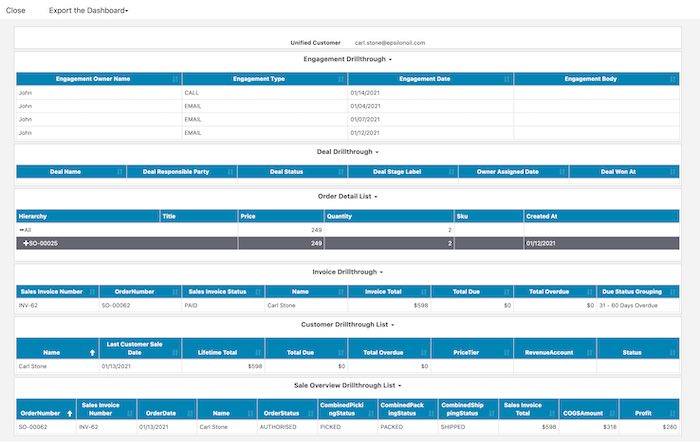 Close Export the Dashboard
Unified Customer carl.stone@epsilonoil.com
Engagement Drillthrough
Engagement Owner Name Engagement Type Engagement Date Engagement Body
John CALL 01/14/2021
John EMAIL 01/04/2021
John EMAIL 01/07/2021
John EMAIL 01/12/2021
Deal Drillthrough
Deal Name Deal Responsible Party Deal Status Deal Stage Label Owner Assigned Date Deal Won At
Order Detail List
Hierarchy Title Price Quantity Sku Created At
All 249 2
SO-00025 249 2 01/12/2021
Invoice Drillthrough
Sales Invoice Number OrderNumber Sales Invoice Status Name Invoice Total Total Due Total Overdue Due Status Grouping
INV-62 SO-00062 PAID Carl Stone $598 $0 $0 31 - 60 Days Overdue
Customer Drillthrough List
Name Last Customer Sale Date Lifetime Total Total Due Total Overdue PriceTier RevenueAccount Status
Carl Stone 01/13/2021 $598 $0 $0
Sale Overview Drillthrough List
OrderNumber Sales Invoice Number OrderDate Name OrderStatus CombinedPickingStatus CombinedPackingStatus CombinedShippingStatus Sales Invoice Total COGSAmount Profit
SO-00062 INV-62 01/13/2021 Carl Stone AUTHORISED PICKED PACKED SHIPPED $598 $318 $280